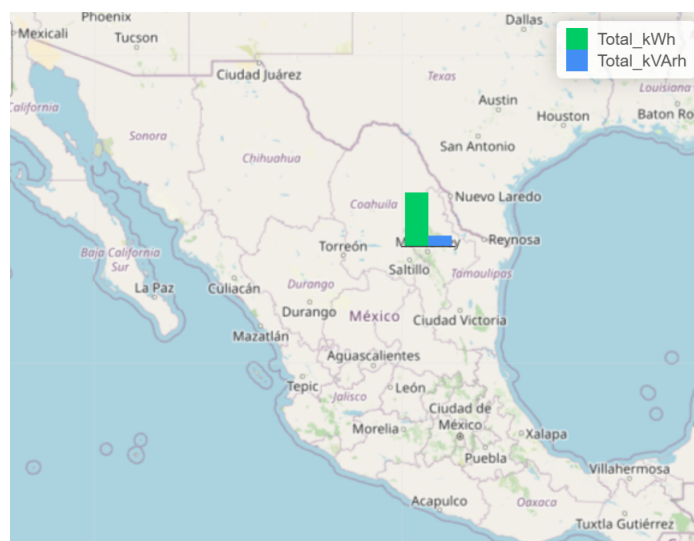 Phoenix
Dallas
Mexicali
Tucson
Total_kWh
Total_kVArh
Ciudad Juárez
Texas
Louisiana
California
Austin
Houston
Baton Ro
Sonora
San Antonio
Chihuahua
Coahuila
Nuevo Laredo
Torreón
Reynosa
Baja California
Sur
Saltillo
Tamaulipas
La Paz
Culiacán
Durango
Durango
México
Ciudad Victoria
Mazatlán
Aguascalientes
Tepic
León
Jalisco
Ciudad de
México
Morelia
Xalapa
Puebla
Villahermosa
Acapulco
Oaxaca
Tuxtla Gutiérrez